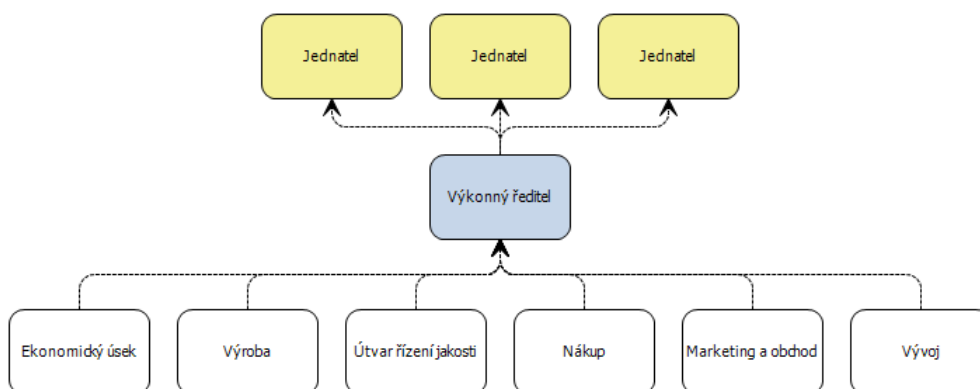 Jednatel
Jednatel
Jednatel
Výkonný ředitel
Ekonomický úsek
Výroba
Útvar řízení jakosti
Nákup
Marketing a obchod
Vývoj